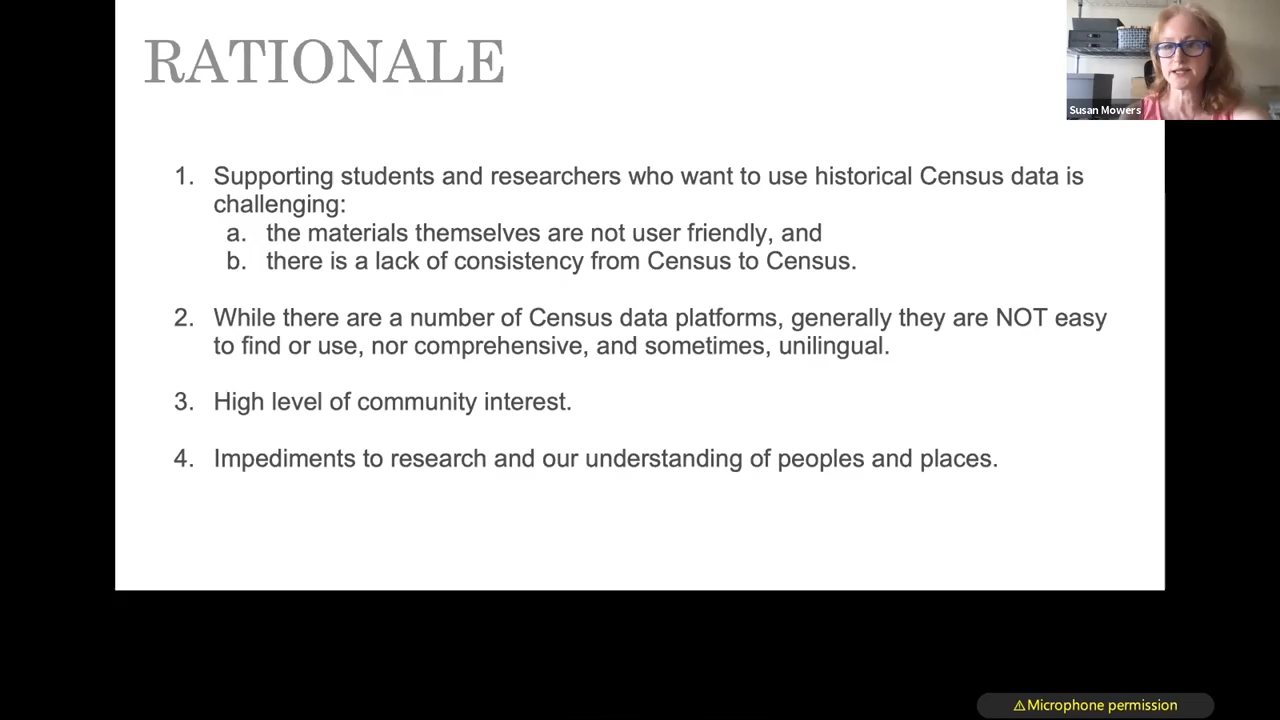 RATIONALE
Susan Mowers
1. Supporting students and researchers who want to use historical Census data is
challenging:
a. the materials themselves are not user friendly, and
b. there is a lack of consistency from Census to Census.
2. While there are a number of Census data platforms, generally they are NOT easy
to find or use, nor comprehensive, and sometimes, unilingual.
3. High level of community interest.
4. Impediments to research and our understanding of peoples and places.
⚠Microphone permission